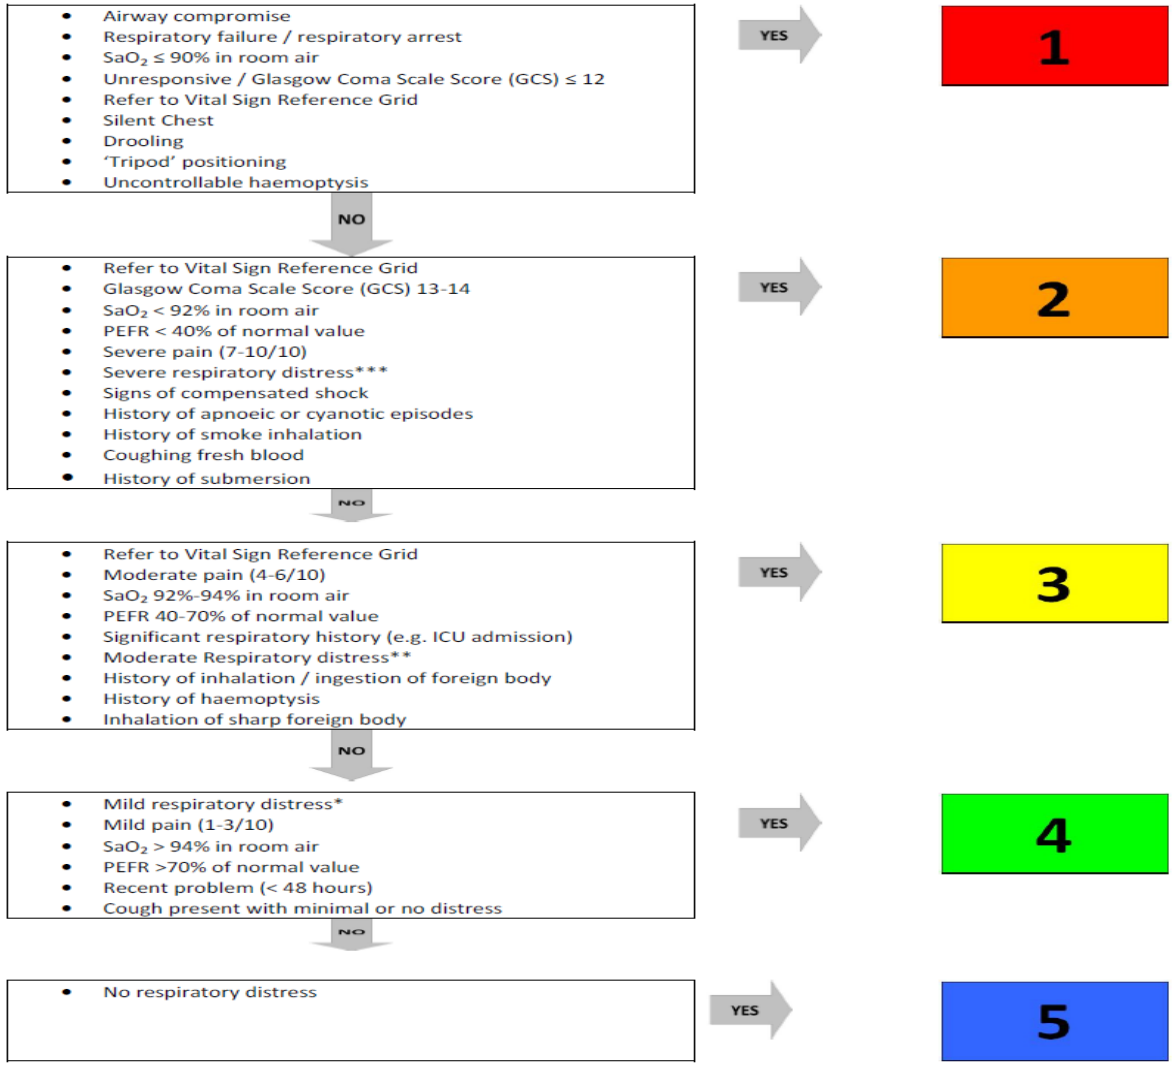 • Airway compromise
• Respiratory failure / respiratory arrest
• SaO₂ ≤ 90% in room air
• Unresponsive / Glasgow Coma Scale Score (GCS) ≤ 12
• Refer to Vital Sign Reference Grid
• Silent Chest
• Drooling
• ‘Tripod’ positioning
• Uncontrollable haemoptysis
YES
1
NO
• Refer to Vital Sign Reference Grid
• Glasgow Coma Scale Score (GCS) 13-14
• SaO₂ < 92% in room air
• PEFR < 40% of normal value
• Severe pain (7-10/10)
• Severe respiratory distress***
• Signs of compensated shock
• History of apnoeic or cyanotic episodes
• History of smoke inhalation
• Coughing fresh blood
• History of submersion
YES
2
NO
• Refer to Vital Sign Reference Grid
• Moderate pain (4-6/10)
• SaO₂ 92%-94% in room air
• PEFR 40-70% of normal value
• Significant respiratory history (e.g. ICU admission)
• Moderate Respiratory distress**
• History of inhalation / ingestion of foreign body
• History of haemoptysis
• Inhalation of sharp foreign body
YES
3
NO
• Mild respiratory distress*
• Mild pain (1-3/10)
• SaO₂ > 94% in room air
• PEFR >70% of normal value
• Recent problem (< 48 hours)
• Cough present with minimal or no distress
YES
4
NO
• No respiratory distress
YES
5